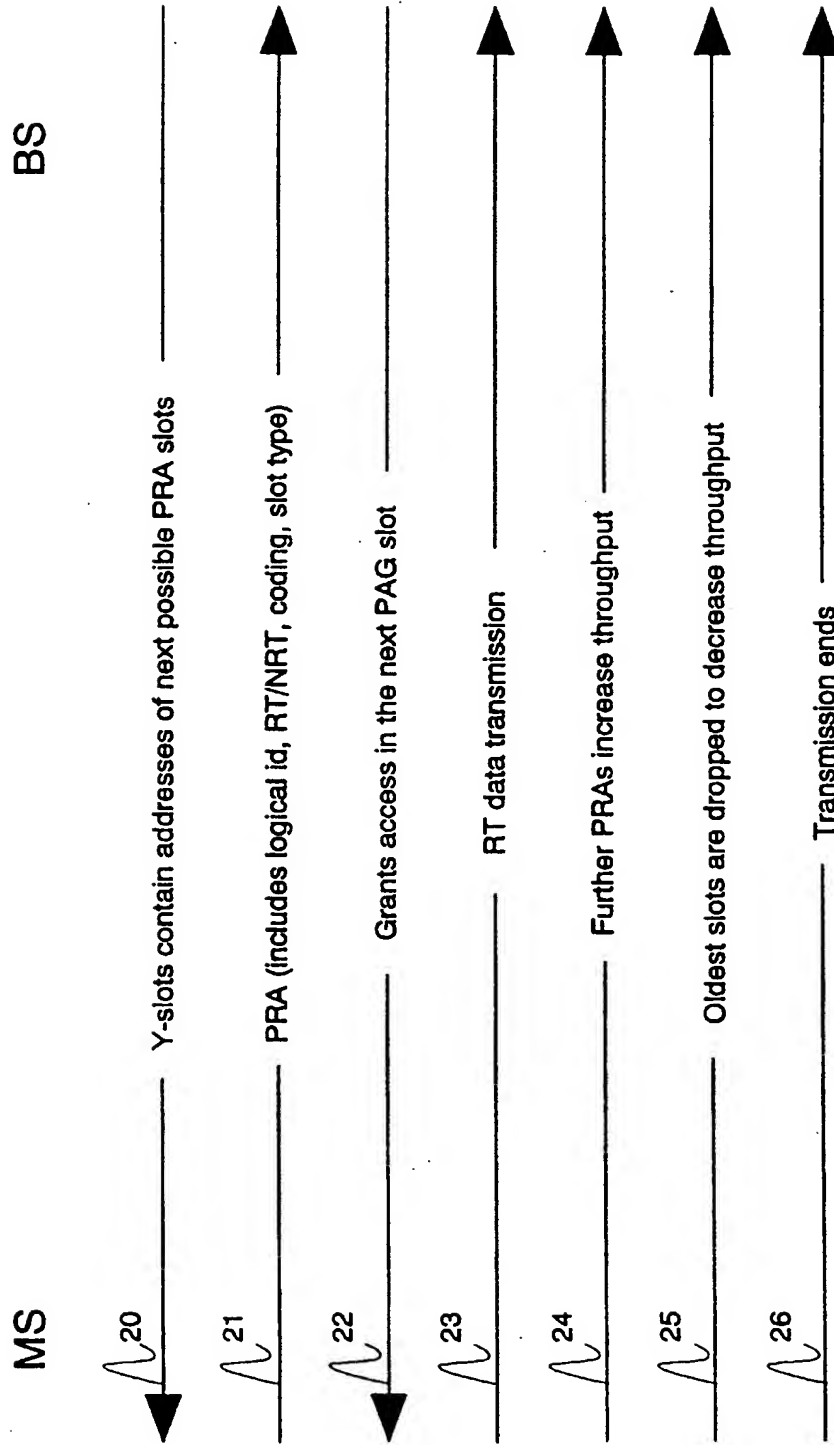 MS BS
20
Y-slots contain addresses of next possible PRA slots
21
PRA (includes logical id, RT/NRT, coding, slot type)
22
Grants access in the next PAG slot
23
RT data transmission
24
Further PRAs increase throughput
25
Oldest slots are dropped to decrease throughput
26
Transmission ends